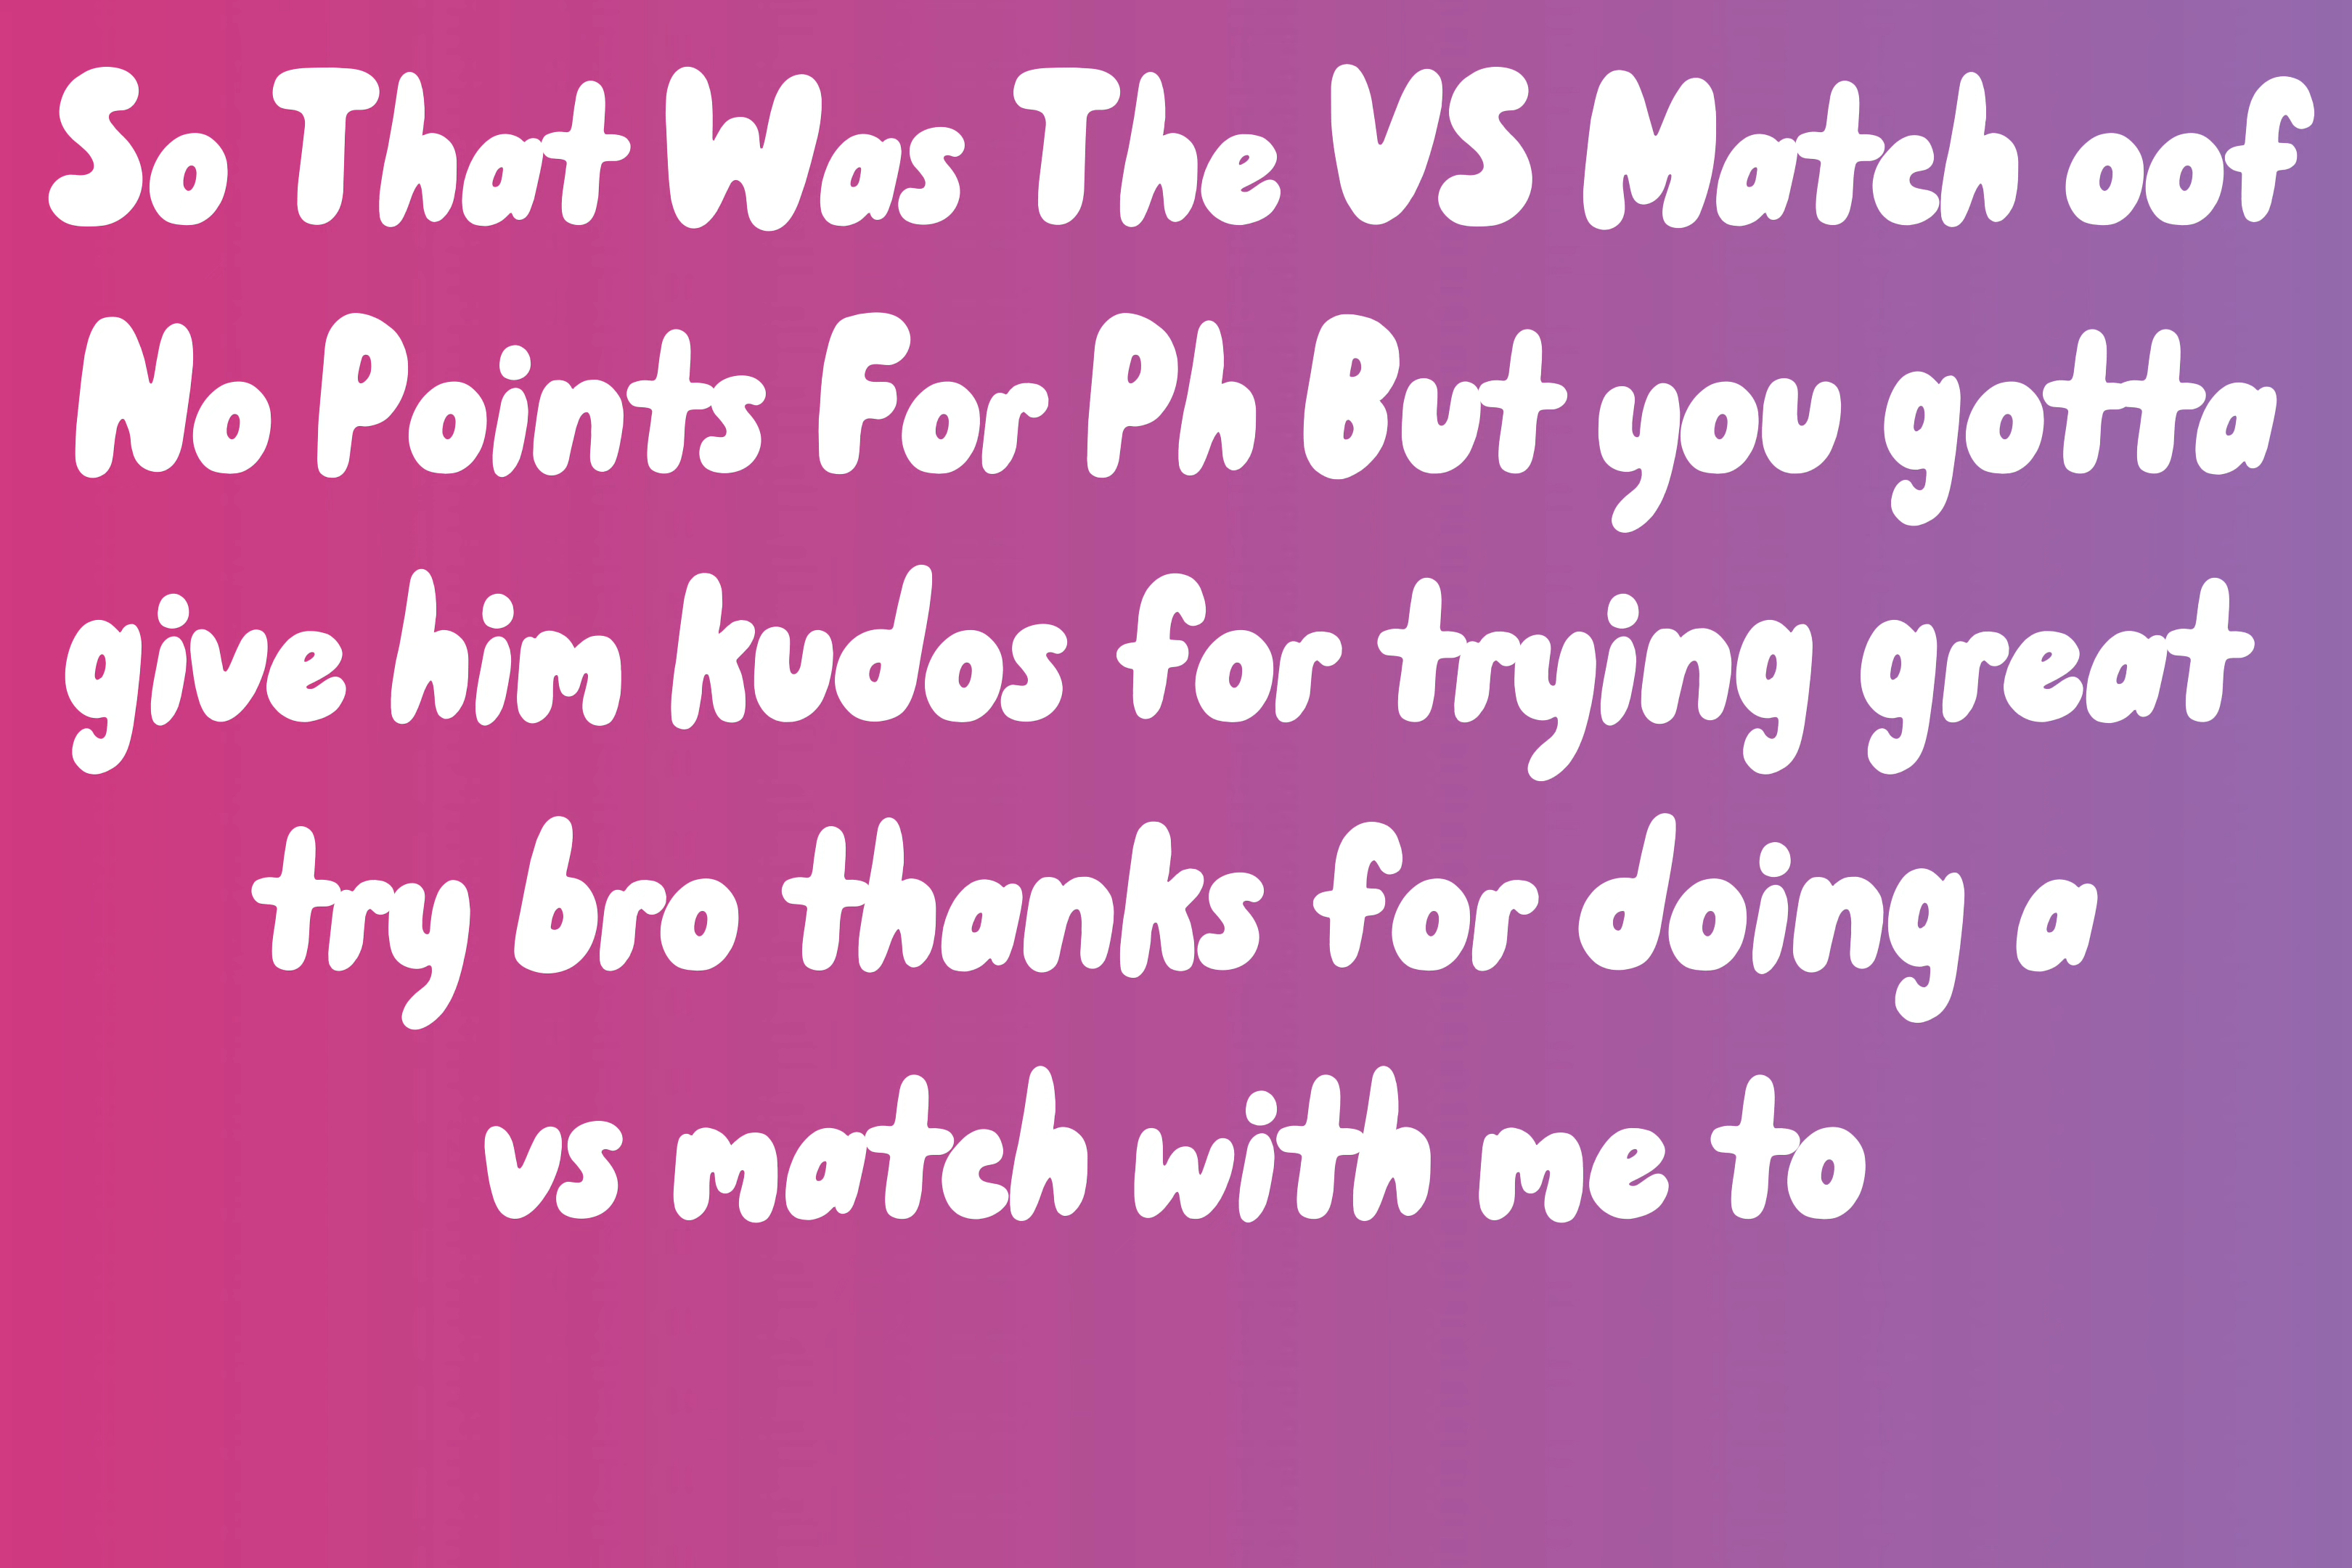 So That Was The VS Match oof
No Points For Ph But you gotta
give him kudos for trying great
try bro thanks for doing a
vs match with me to